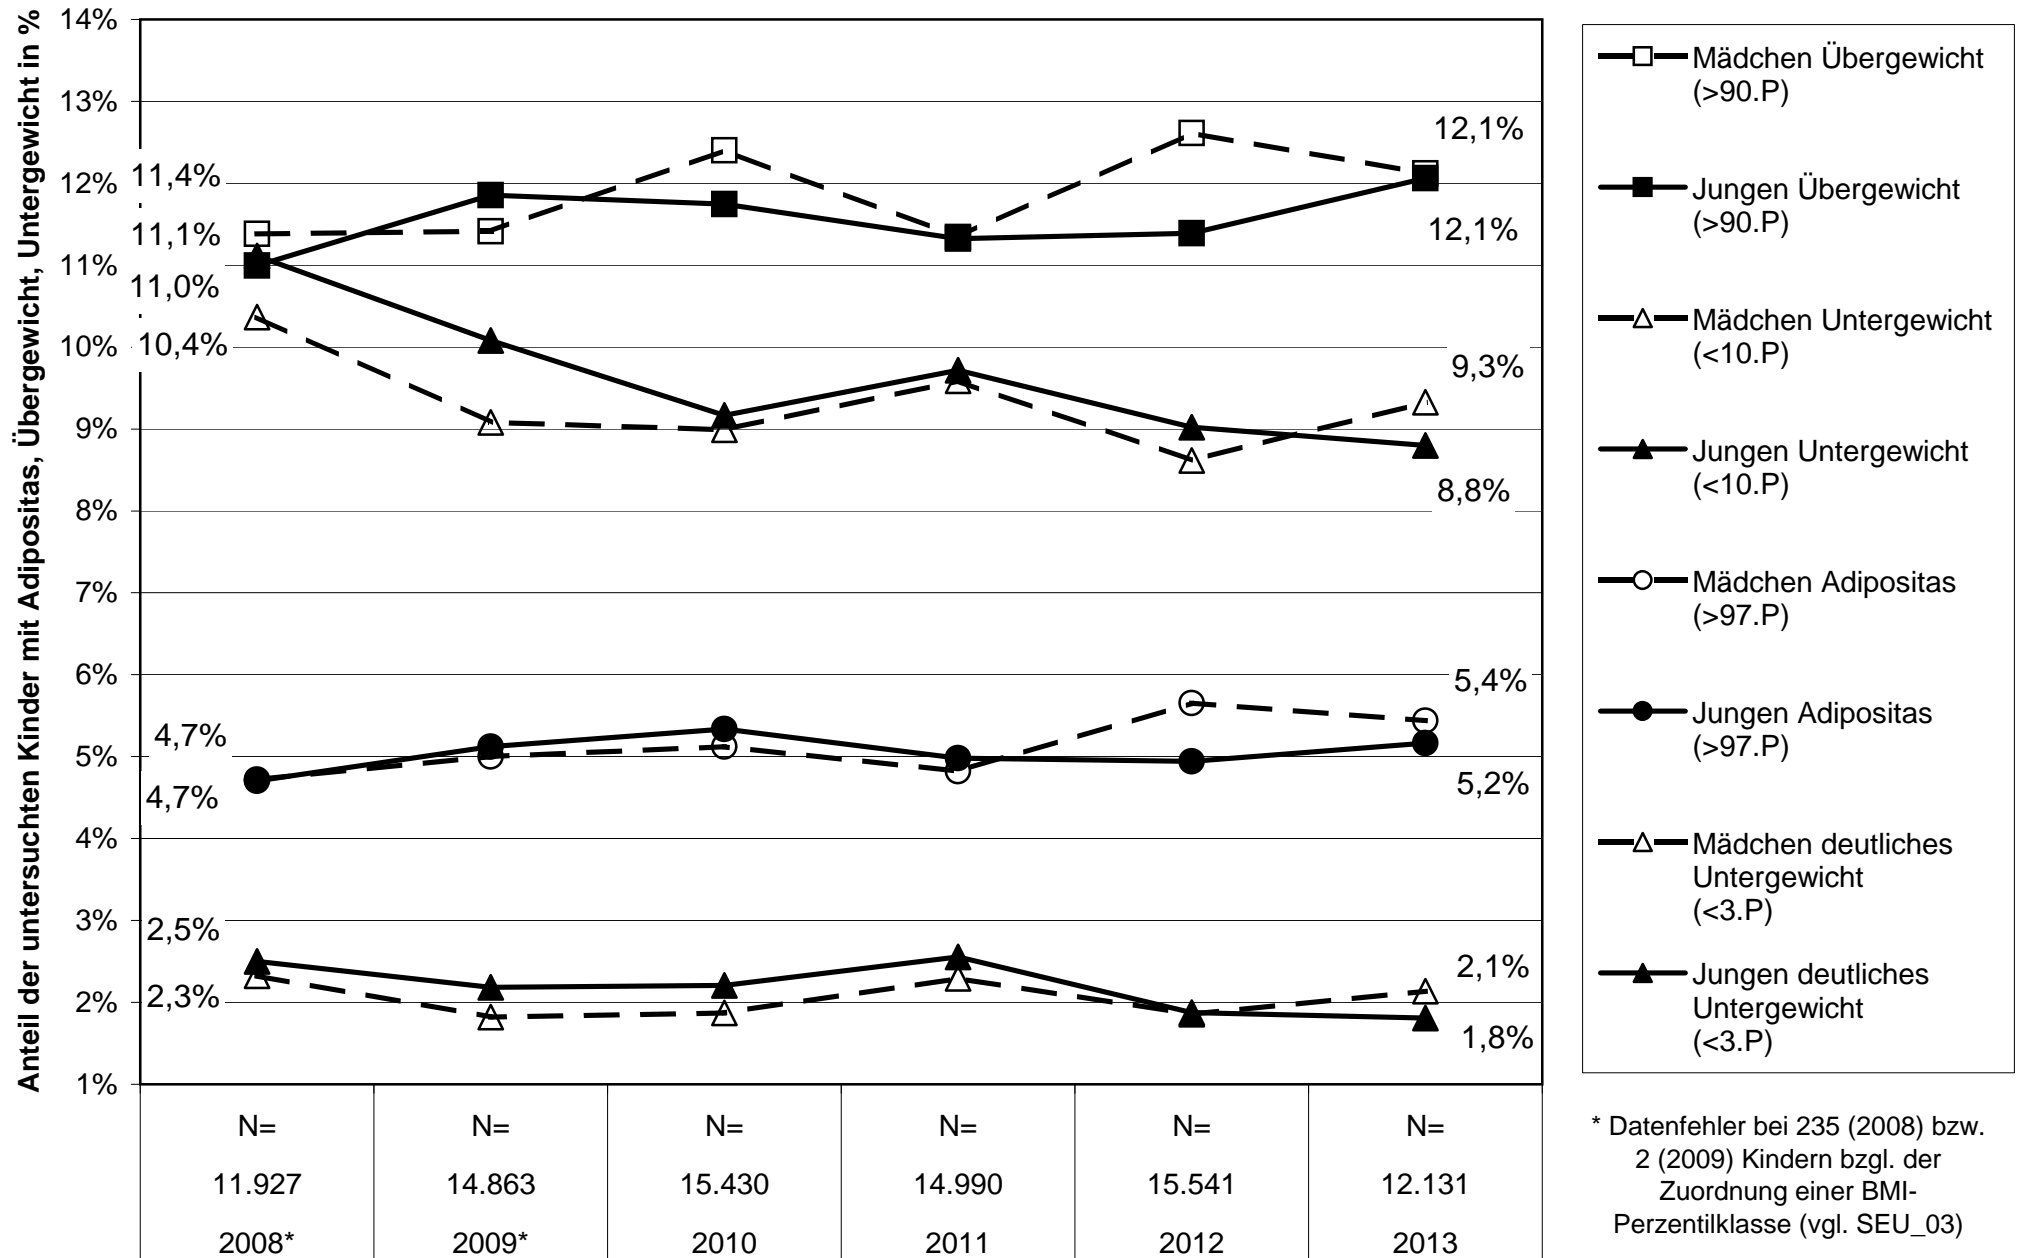 Anteil der untersuchten Kinder mit Adipositas, Übergewicht, Untergewicht in %
14%
13%
12%
11%
10%
9%
8%
7%
6%
5%
4%
3%
2%
1%
11,4%
11,1%
11,0%
10,4%
4,7%
4,7%
2,5%
2,3%
12,1%
12,1%
9,3%
8,8%
5,4%
5,2%
2,1%
1,8%
N= N= N= N= N= N=
11.927 14.863 15.430 14.990 15.541 12.131
2008* 2009* 2010 2011 2012 2013
Mädchen Übergewicht
(>90.P)
Jungen Übergewicht
(>90.P)
Mädchen Untergewicht
(<10.P)
Jungen Untergewicht
(<10.P)
Mädchen Adipositas
(>97.P)
Jungen Adipositas
(>97.P)
Mädchen deutliches
Untergewicht
(<3.P)
Jungen deutliches
Untergewicht
(<3.P)
* Datenfehler bei 235 (2008) bzw.
2 (2009) Kindern bzgl. der
Zuordnung einer BMI-
Perzentilklasse (vgl. SEU_03)